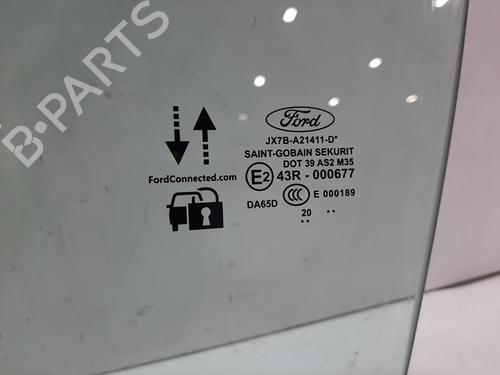 B-PARTS
Ford
JX7B-A21411-D*
SAINT-GOBAIN SEKURIT
DOT 39 AS2 M35
E2 43R - 000677
DA65D CCC E 000189
20
FordConnected.com